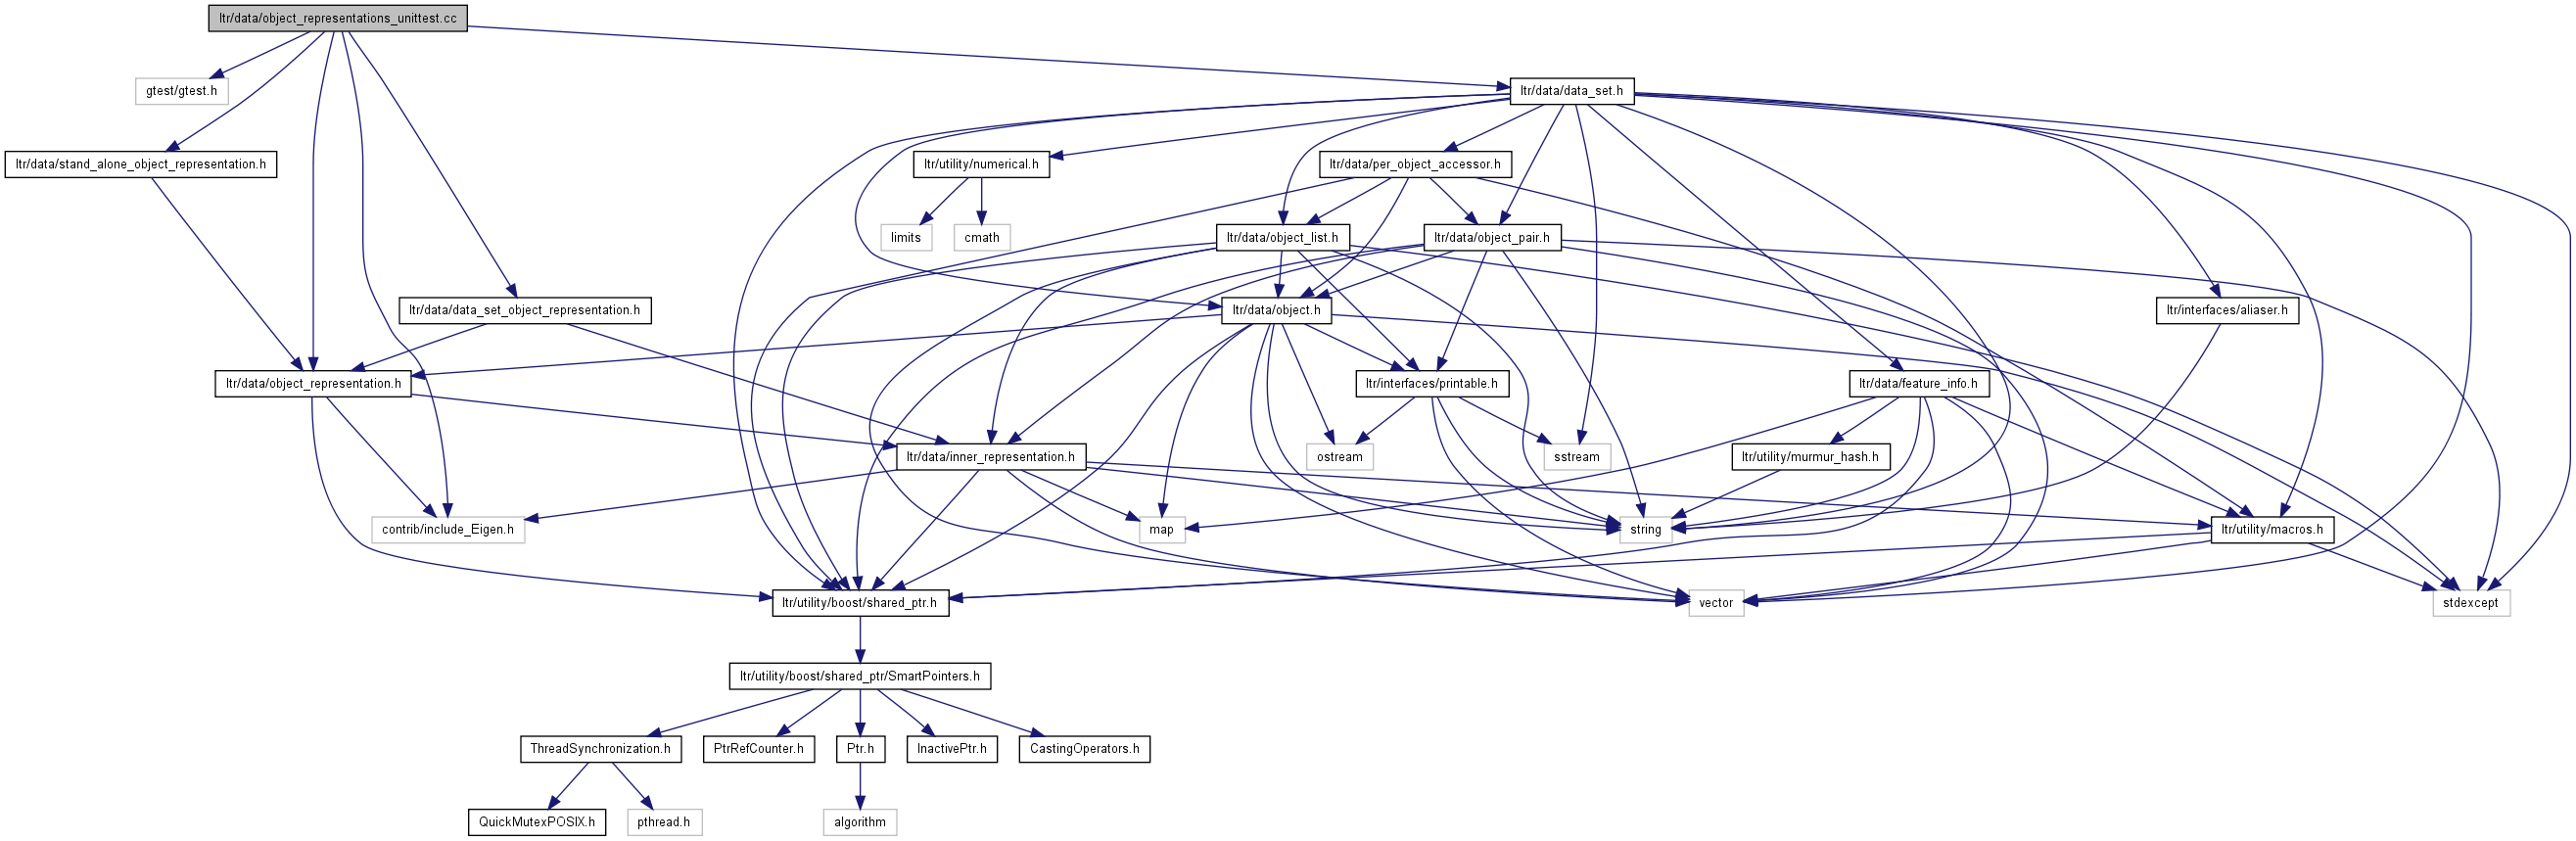 ltr/data/object_representations_unittest.cc
gtest/gtest.h
ltr/data/data_set.h
ltr/data/stand_alone_object_representation.h
ltr/utility/numerical.h
ltr/data/per_object_accessor.h
limits
cmath
ltr/data/object_list.h
ltr/data/object_pair.h
ltr/data/data_set_object_representation.h
ltr/data/object.h
ltr/interfaces/aliaser.h
ltr/data/object_representation.h
ltr/interfaces/printable.h
ltr/data/feature_info.h
ltr/data/inner_representation.h
ostream
sstream
ltr/utility/murmur_hash.h
contrib/include_Eigen.h
map
string
ltr/utility/macros.h
ltr/utility/boost/shared_ptr.h
vector
stdexcept
ltr/utility/boost/shared_ptr/SmartPointers.h
ThreadSynchronization.h
PtrRefCounter.h
Ptr.h
InactivePtr.h
CastingOperators.h
QuickMutexPOSIX.h
pthread.h
algorithm